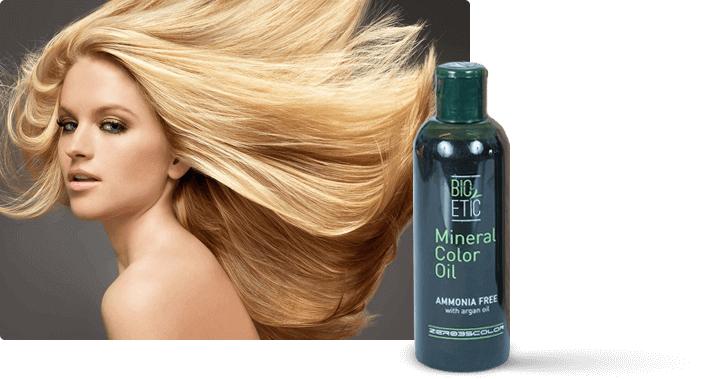 BIO
ETIC
Mineral
Color
Oil
AMMONIA FREE
with argan oil
ZERO35COLOR